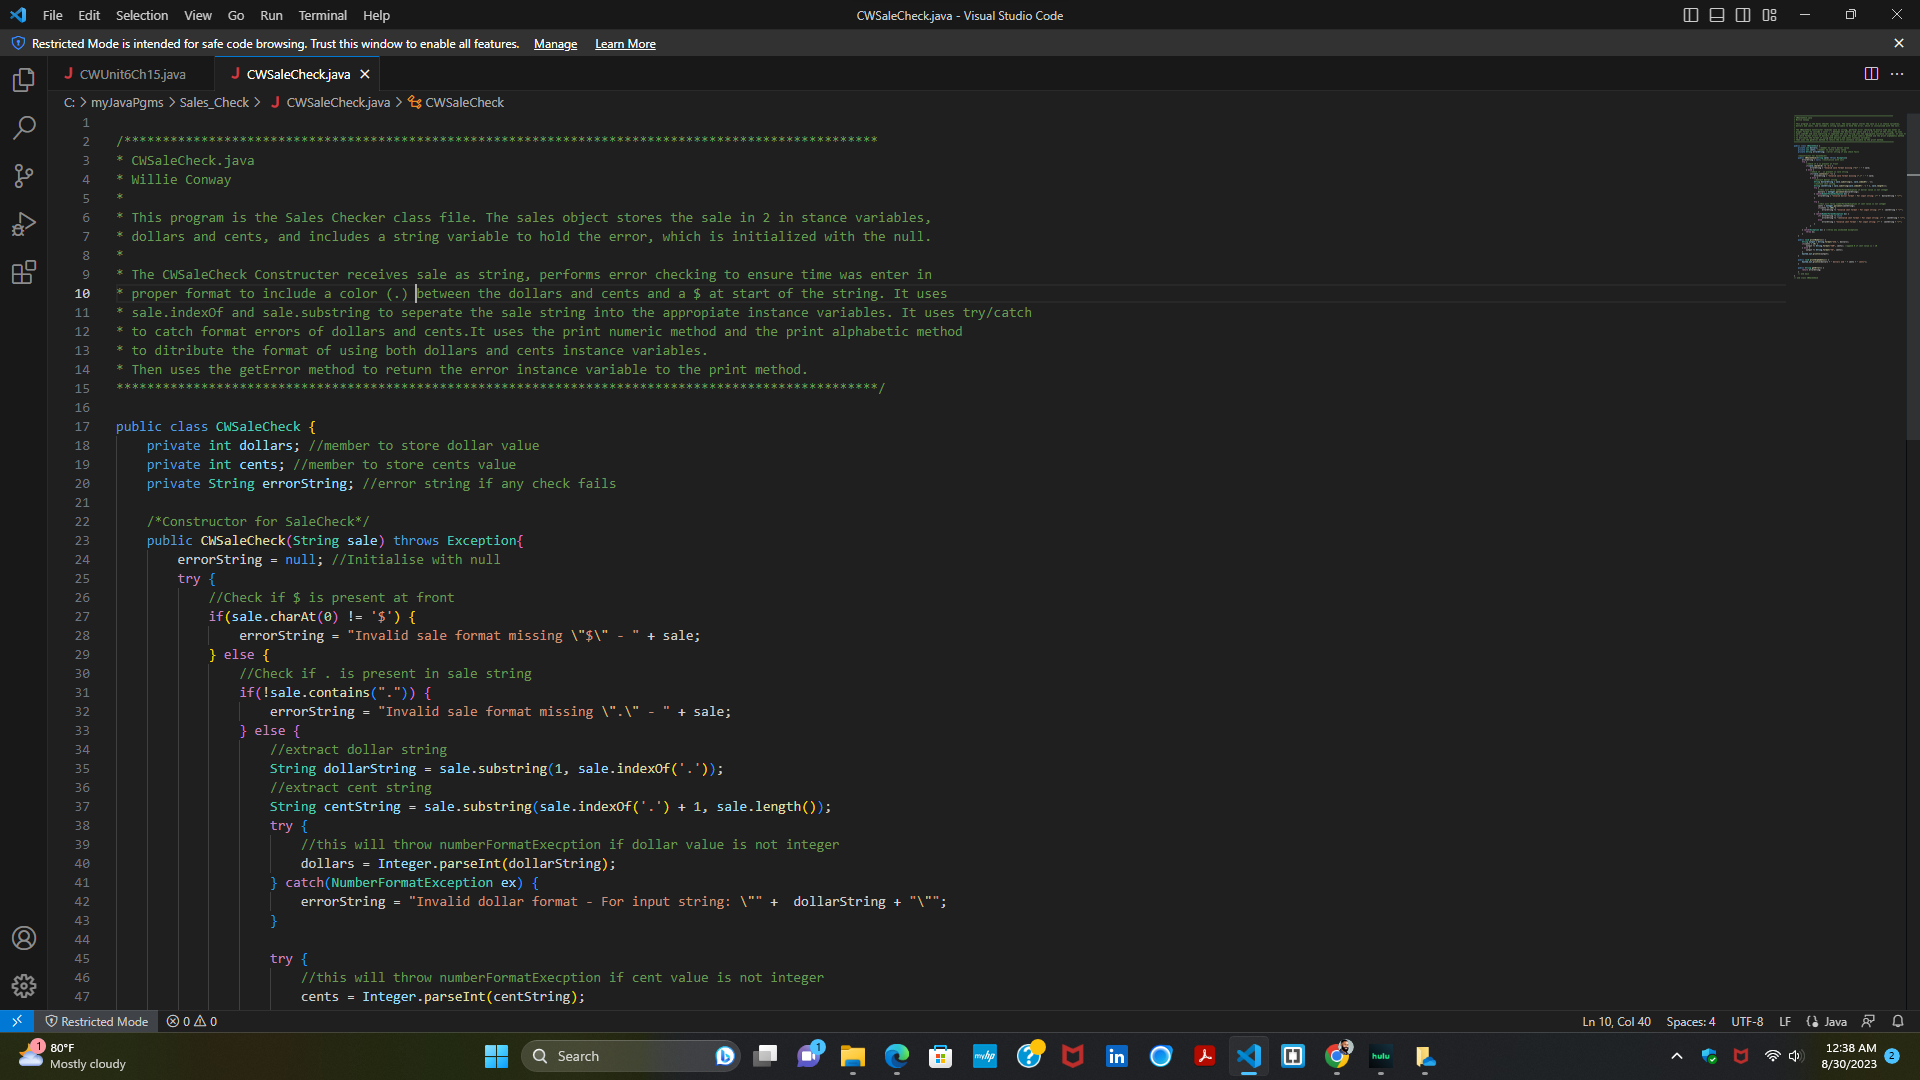 File Edit Selection View Go Run Terminal Help CWSaleCheck.java - Visual Studio Code
Restricted Mode is intended for safe code browsing. Trust this window to enable all features. Manage Learn More
J CWUnit6Ch15.java J CWSaleCheck.java
C: > myJavaPgms > Sales_Check > J CWSaleCheck.java > CWSaleCheck
1
2 /**************************************************************************************************
3 * CWSaleCheck.java
4 * Willie Conway
5 *
6 * This program is the Sales Checker class file. The sales object stores the sale in 2 in stance variables,
7 * dollars and cents, and includes a string variable to hold the error, which is initialized with the null.
8 *
9 * The CWSaleCheck Constructer receives sale as string, performs error checking to ensure time was enter in
10 * proper format to include a color (.) between the dollars and cents and a $ at start of the string. It uses
11 * sale.indexOf and sale.substring to seperate the sale string into the appropiate instance variables. It uses try/catch
12 * to catch format errors of dollars and cents.It uses the print numeric method and the print alphabetic method
13 * to ditribute the format of using both dollars and cents instance variables.
14 * Then uses the getError method to return the error instance variable to the print method.
15 ***************************************************************************************************/
16
17 public class CWSaleCheck {
18 private int dollars; //member to store dollar value
19 private int cents; //member to store cents value
20 private String errorString; //error string if any check fails
21
22 /*Constructor for SaleCheck*/
23 public CWSaleCheck(String sale) throws Exception{
24 errorString = null; //Initialise with null
25 try {
26 //Check if $ is present at front
27 if(sale.charAt(0) != '$') {
28 errorString = "Invalid sale format missing \"$\" - " + sale;
29 } else {
30 //Check if . is present in sale string
31 if(!sale.contains(".")) {
32 errorString = "Invalid sale format missing \".\" - " + sale;
33 } else {
34 //extract dollar string
35 String dollarString = sale.substring(1, sale.indexOf('.'));
36 //extract cent string
37 String centString = sale.substring(sale.indexOf('.') + 1, sale.length());
38 try {
39 //this will throw numberFormatExecption if dollar value is not integer
40 dollars = Integer.parseInt(dollarString);
41 } catch(NumberFormatException ex) {
42 errorString = "Invalid dollar format - For input string: \"" +  dollarString + "\"";
43 }
44
45 try {
46 //this will throw numberFormatExecption if cent value is not integer
47 cents = Integer.parseInt(centString);
Restricted Mode 0 0 Ln 10, Col 40 Spaces: 4 UTF-8 LF Java
1 80°F Search 1 myhp hulu 12:38 AM
Mostly cloudy 8/30/2023 2